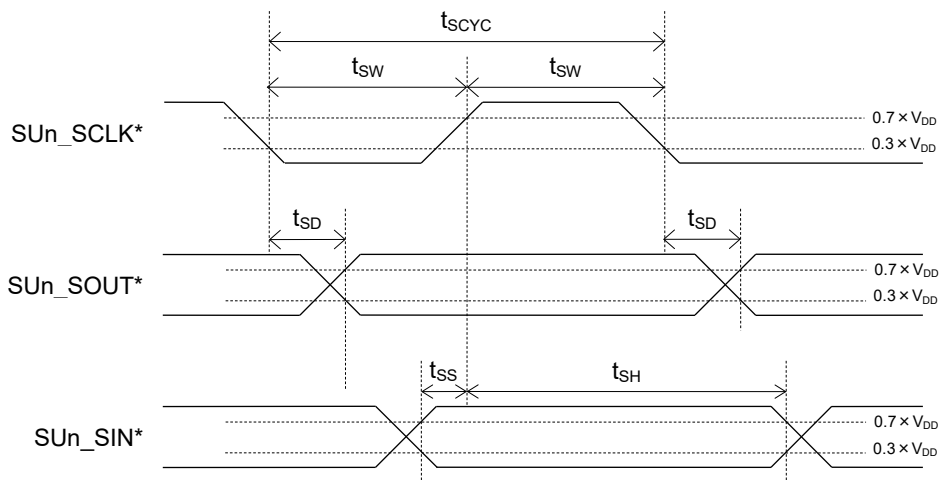 tSCYC
tSW tSW
SUn_SCLK*
0.7 × VDD
0.3 × VDD
tSD tSD
SUn_SOUT*
0.7 × VDD
0.3 × VDD
tSS tSH
SUn_SIN*
0.7 × VDD
0.3 × VDD